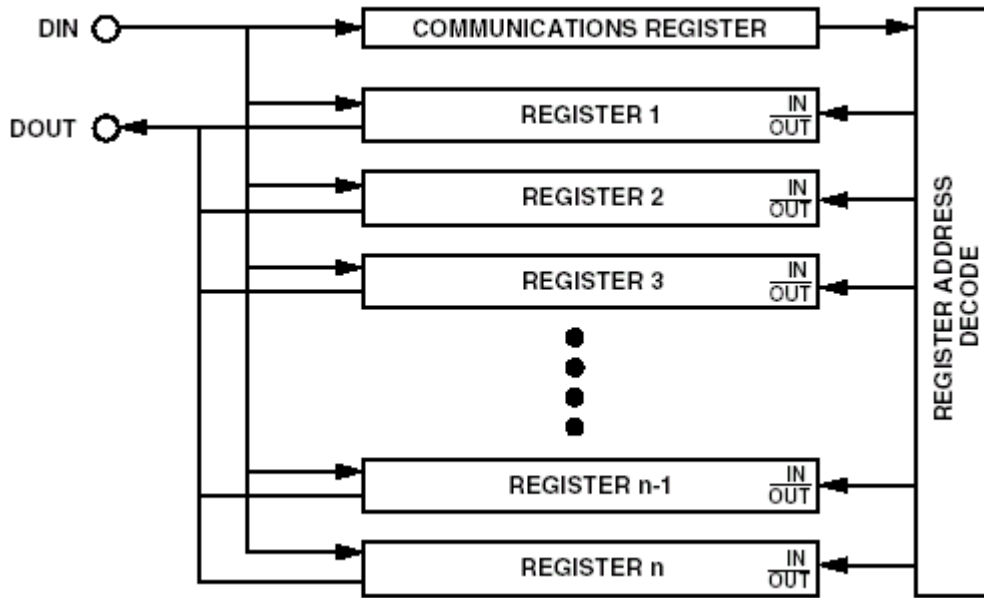 DIN
COMMUNICATIONS REGISTER
DOUT
REGISTER 1
IN
OUT
REGISTER 2
IN
OUT
REGISTER 3
IN
OUT
REGISTER n-1
IN
OUT
REGISTER n
IN
OUT
REGISTER ADDRESS
DECODE